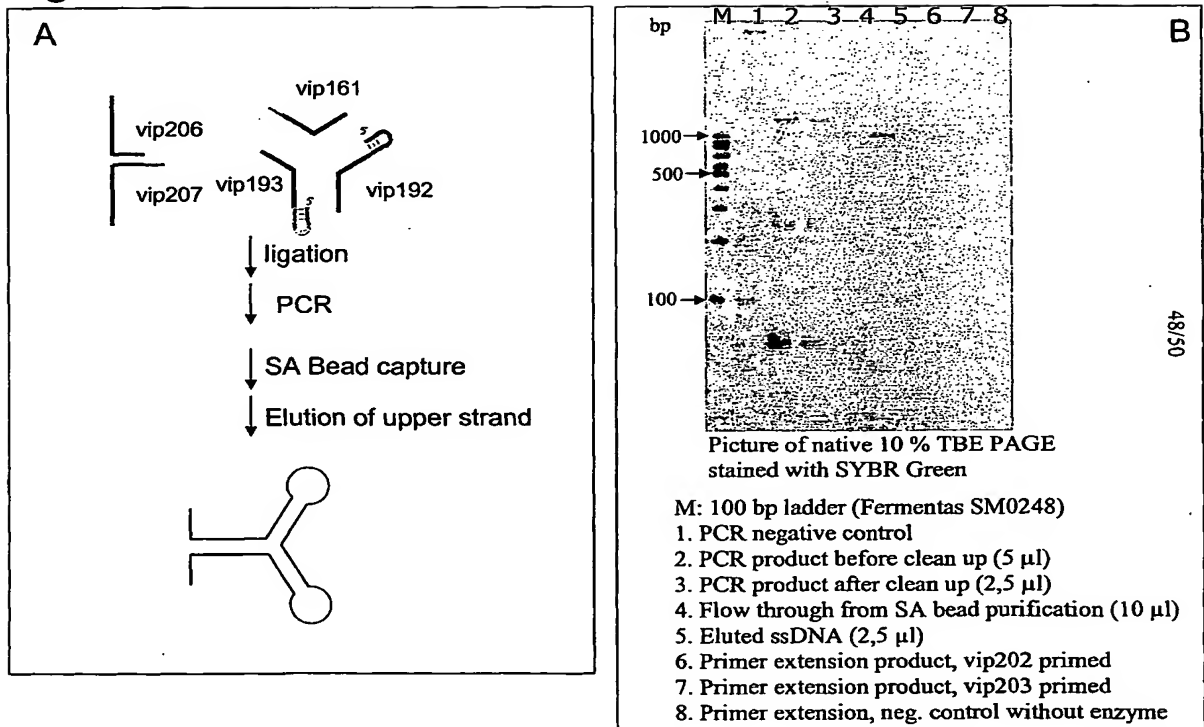 A
vip161
vip206
5
vip207
vip193
vip192
5
ligation
PCR
SA Bead capture
Elution of upper strand
B
bp
M 1 2 3 4 5 6 7 8
1000
500
100
Picture of native 10 % TBE PAGE
stained with SYBR Green
M: 100 bp ladder (Fermentas SM0248)
1. PCR negative control
2. PCR product before clean up (5 µl)
3. PCR product after clean up (2,5 µl)
4. Flow through from SA bead purification (10 µl)
5. Eluted ssDNA (2,5 µl)
6. Primer extension product, vip202 primed
7. Primer extension product, vip203 primed
8. Primer extension, neg. control without enzyme
48/50